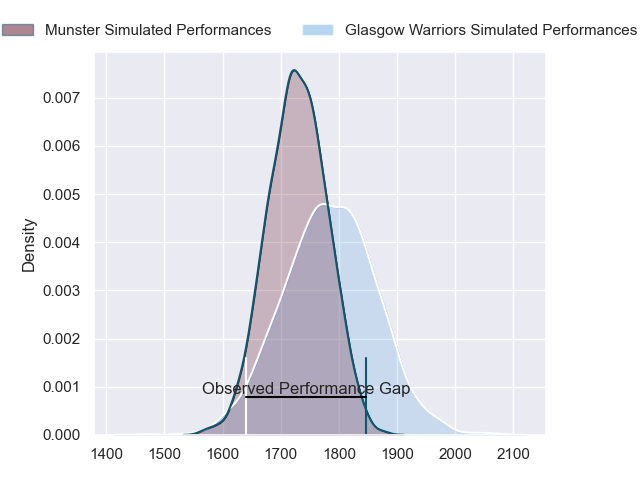 Munster Simulated Performances
Glasgow Warriors Simulated Performances
Density
0.007
0.006
0.005
0.004
0.003
0.002
0.001
0.000
Observed Performance Gap
1400 1500 1600 1700 1800 1900 2000 2100